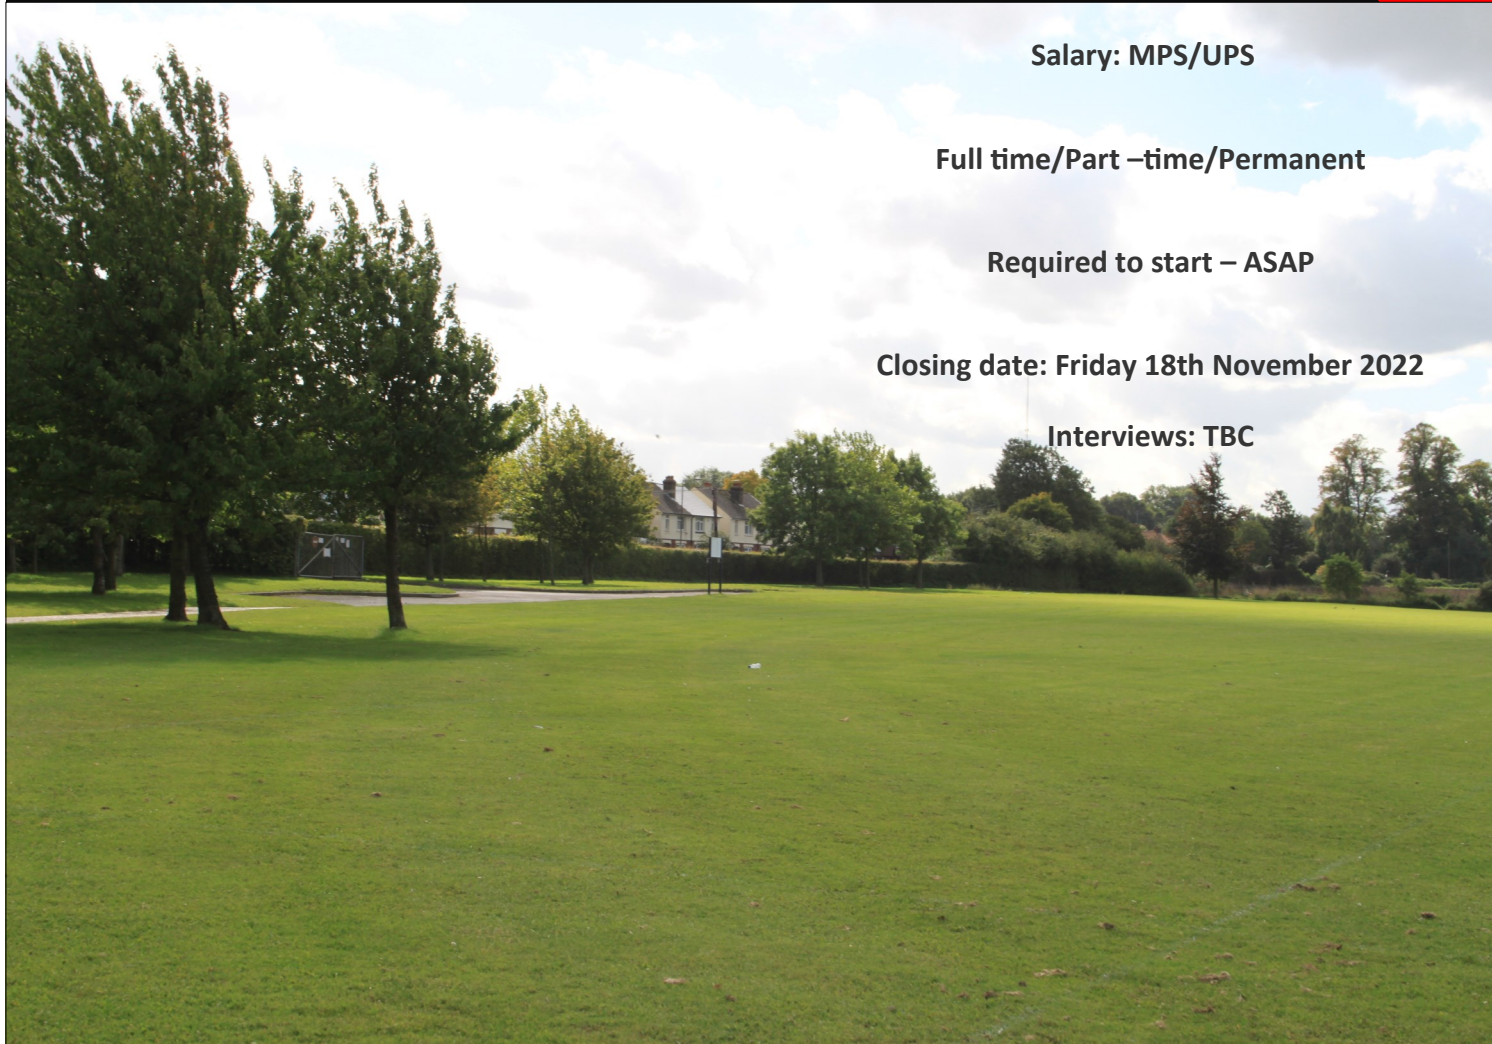 Salary: MPS/UPS
Full time/Part –time/Permanent
Required to start – ASAP
Closing date: Friday 18th November 2022
Interviews: TBC